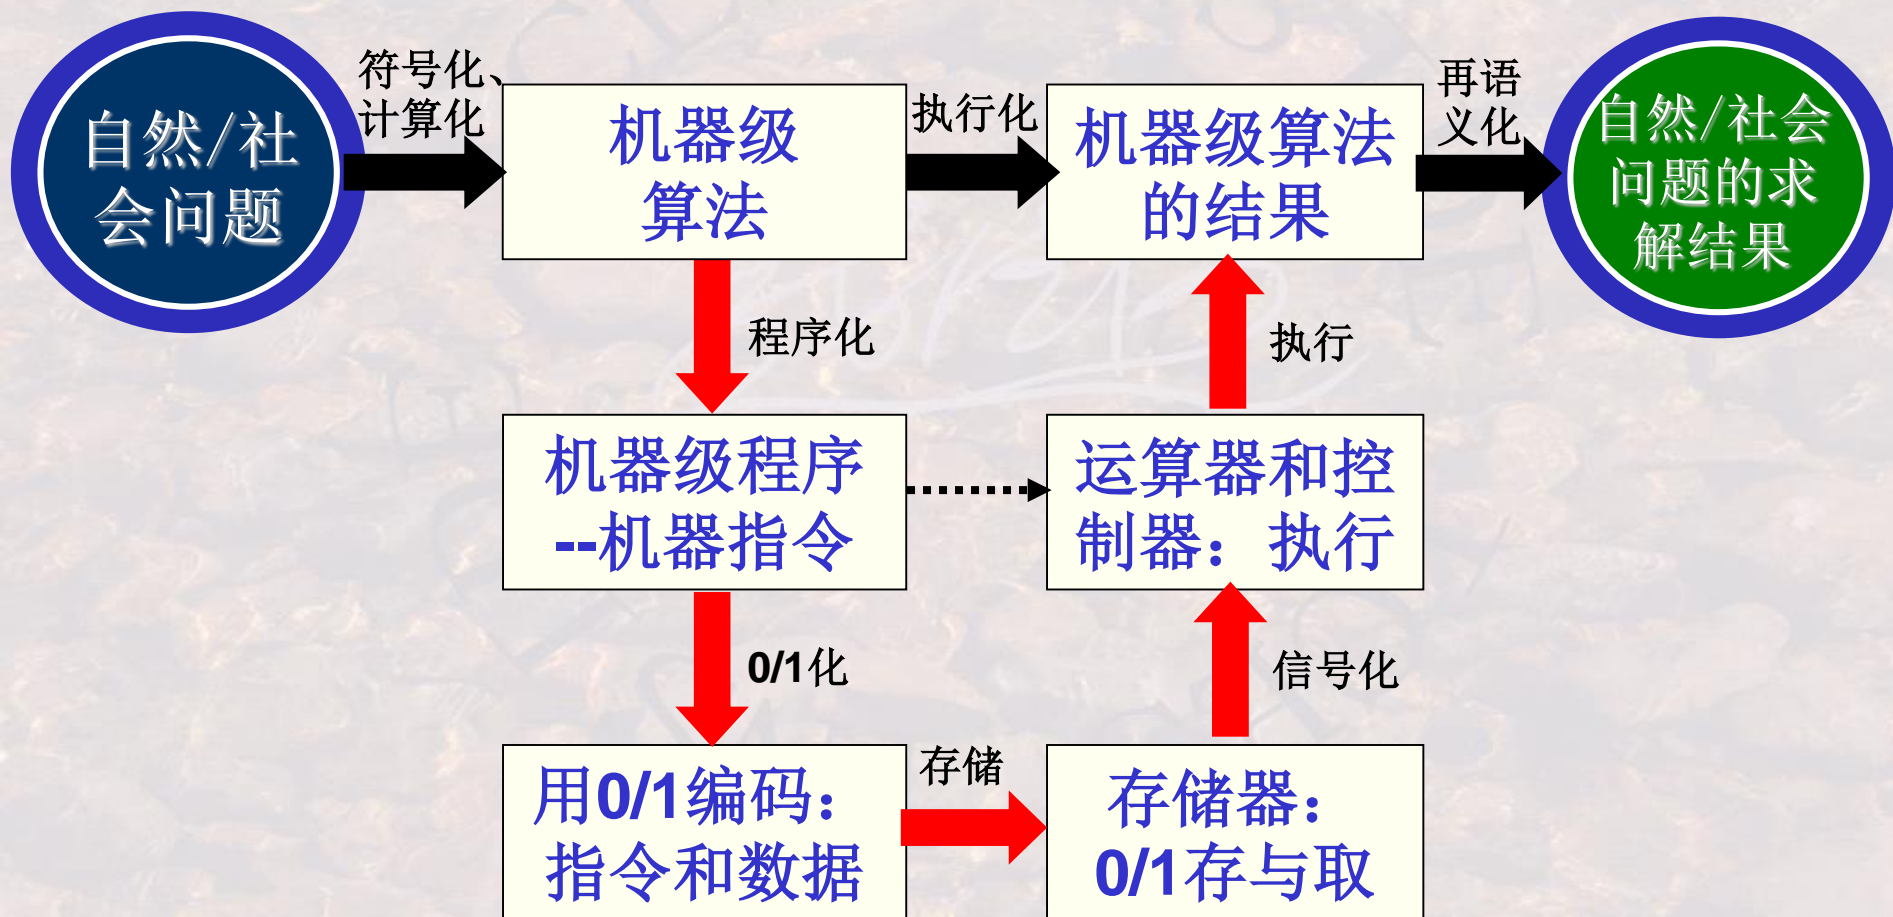 自然/社
会问题
符号化、
计算化
机器级
算法
执行化
机器级算法
的结果
再语
义化
自然/社会
问题的求
解结果
程序化
执行
机器级程序
--机器指令
运算器和控
制器：执行
0/1化
信号化
用0/1编码：
指令和数据
存储
存储器：
0/1存与取